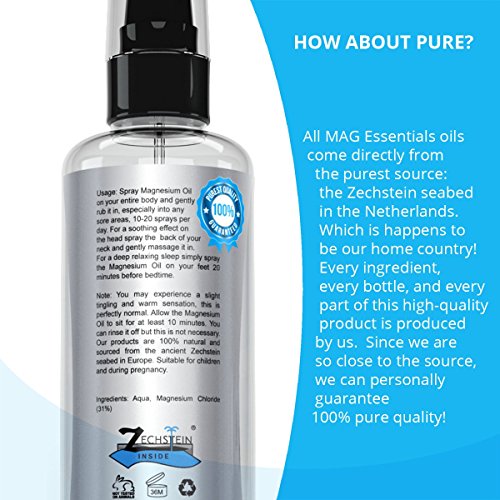 HOW ABOUT PURE?
All MAG Essentials oils
come directly from
the purest source:
the Zechstein seabed
in the Netherlands.
Which is happens to
be our home country!
Every ingredient,
every bottle, and every
part of this high-quality
product is produced
by us. Since we are
so close to the source,
we can personally
guarantee
100% pure quality!
Usage: Spray Magnesium Oil
on your entire body and gently
rub it in, especially into any
sore areas, 10-20 sprays per
day. For a soothing effect on
the head spray the back of your
neck and gently massage it in.
For a deep relaxing sleep simply spray
the Magnesium Oil on your feet 20
minutes before bedtime.
PUREST QUALITY
100%
GUARANTEED
Note: You may experience a slight
tingling and warm sensation, this is
perfectly normal. Allow the Magnesium
Oil to sit for at least 10 minutes. You
can rinse it off but this is not necessary.
Our products are 100% natural and
sourced from the ancient Zechstein
seabed in Europe. Suitable for children
and during pregnancy.
Ingredients: Aqua, Magnesium Chloride
(31%)
ZECHSTEIN ®
INSIDE
NOT TESTED
ON ANIMALS
36M